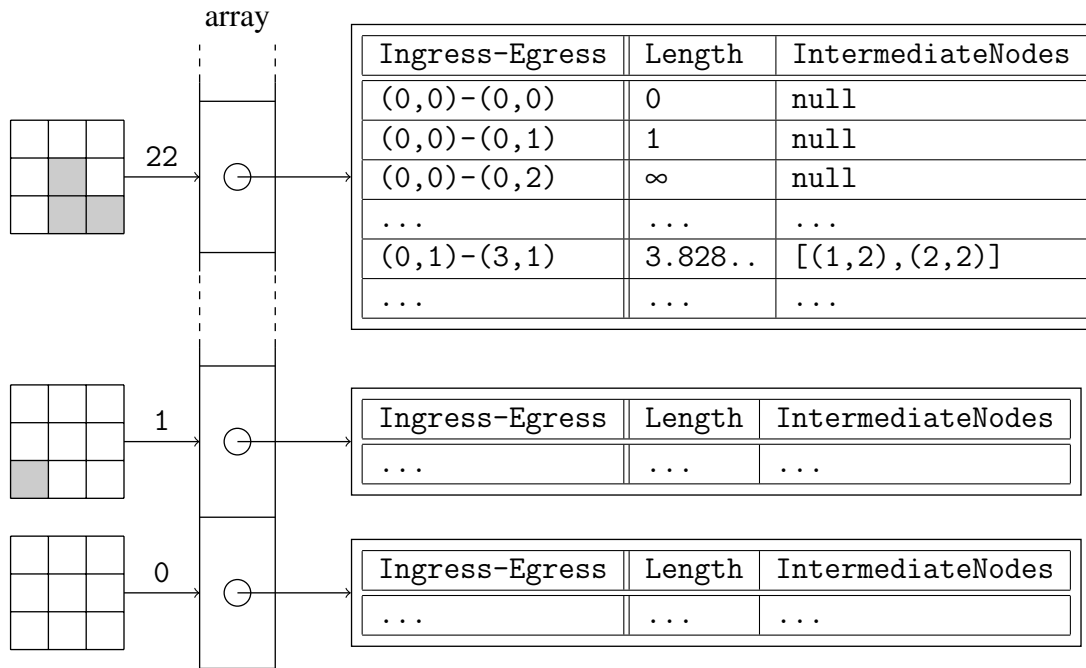 array
Ingress-Egress Length IntermediateNodes
(0,0)-(0,0) 0 null
(0,0)-(0,1) 1 null
22
(0,0)-(0,2) ∞ null
... ... ...
(0,1)-(3,1) 3.828.. [(1,2),(2,2)]
... ... ...
1
Ingress-Egress Length IntermediateNodes
... ... ...
0
Ingress-Egress Length IntermediateNodes
... ... ...